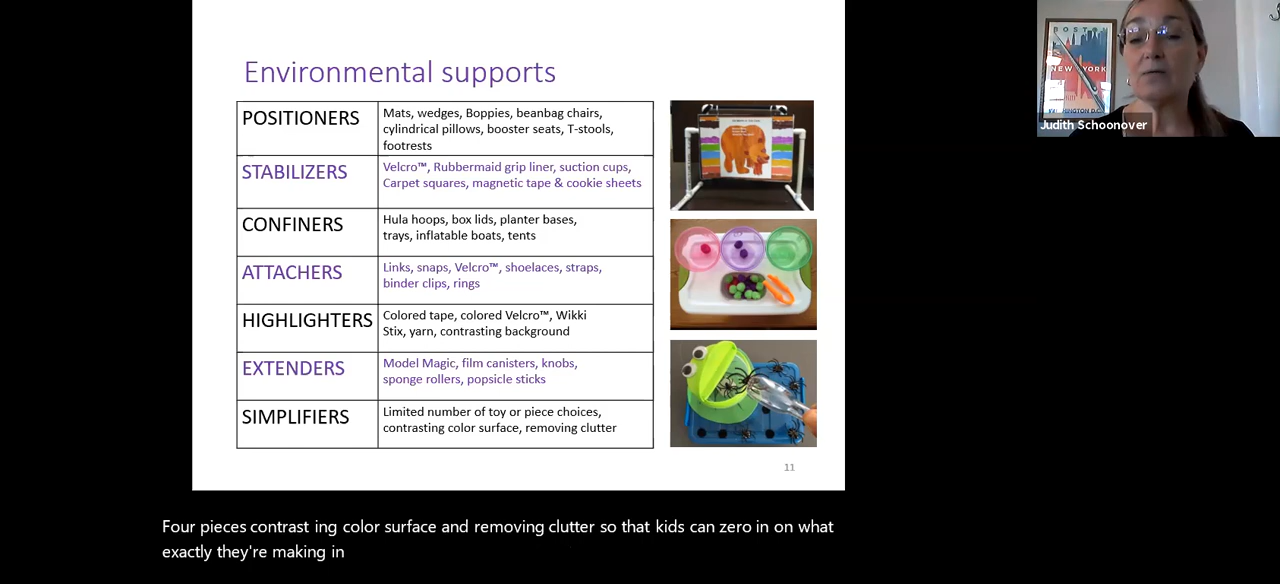 Environmental supports
POSITIONERS
Mats, wedges, Boppies, beanbag chairs,
cylindrical pillows, booster seats, T-stools,
footrests
STABILIZERS
Velcro™, Rubbermaid grip liner, suction cups,
Carpet squares, magnetic tape & cookie sheets
CONFINERS
Hula hoops, box lids, planter bases,
trays, inflatable boats, tents
ATTACHERS
Links, snaps, Velcro™, shoelaces, straps,
binder clips, rings
HIGHLIGHTERS
Colored tape, colored Velcro™, Wikki
Stix, yarn, contrasting background
EXTENDERS
Model Magic, film canisters, knobs,
sponge rollers, popsicle sticks
SIMPLIFIERS
Limited number of toy or piece choices,
contrasting color surface, removing clutter
11
BOSTON
NEW YORK
Judith Schoonover
Four pieces contrast ing color surface and removing clutter so that kids can zero in on what
exactly they're making in